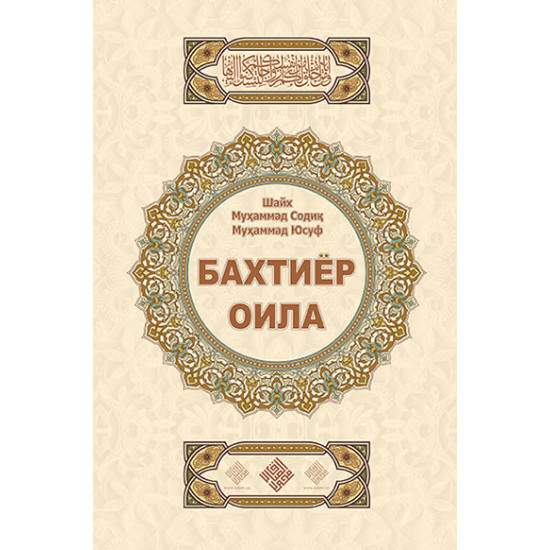 Шайх
Муҳаммад Содиқ
Муҳаммад Юсуф
БАХТИЁР
ОИЛА